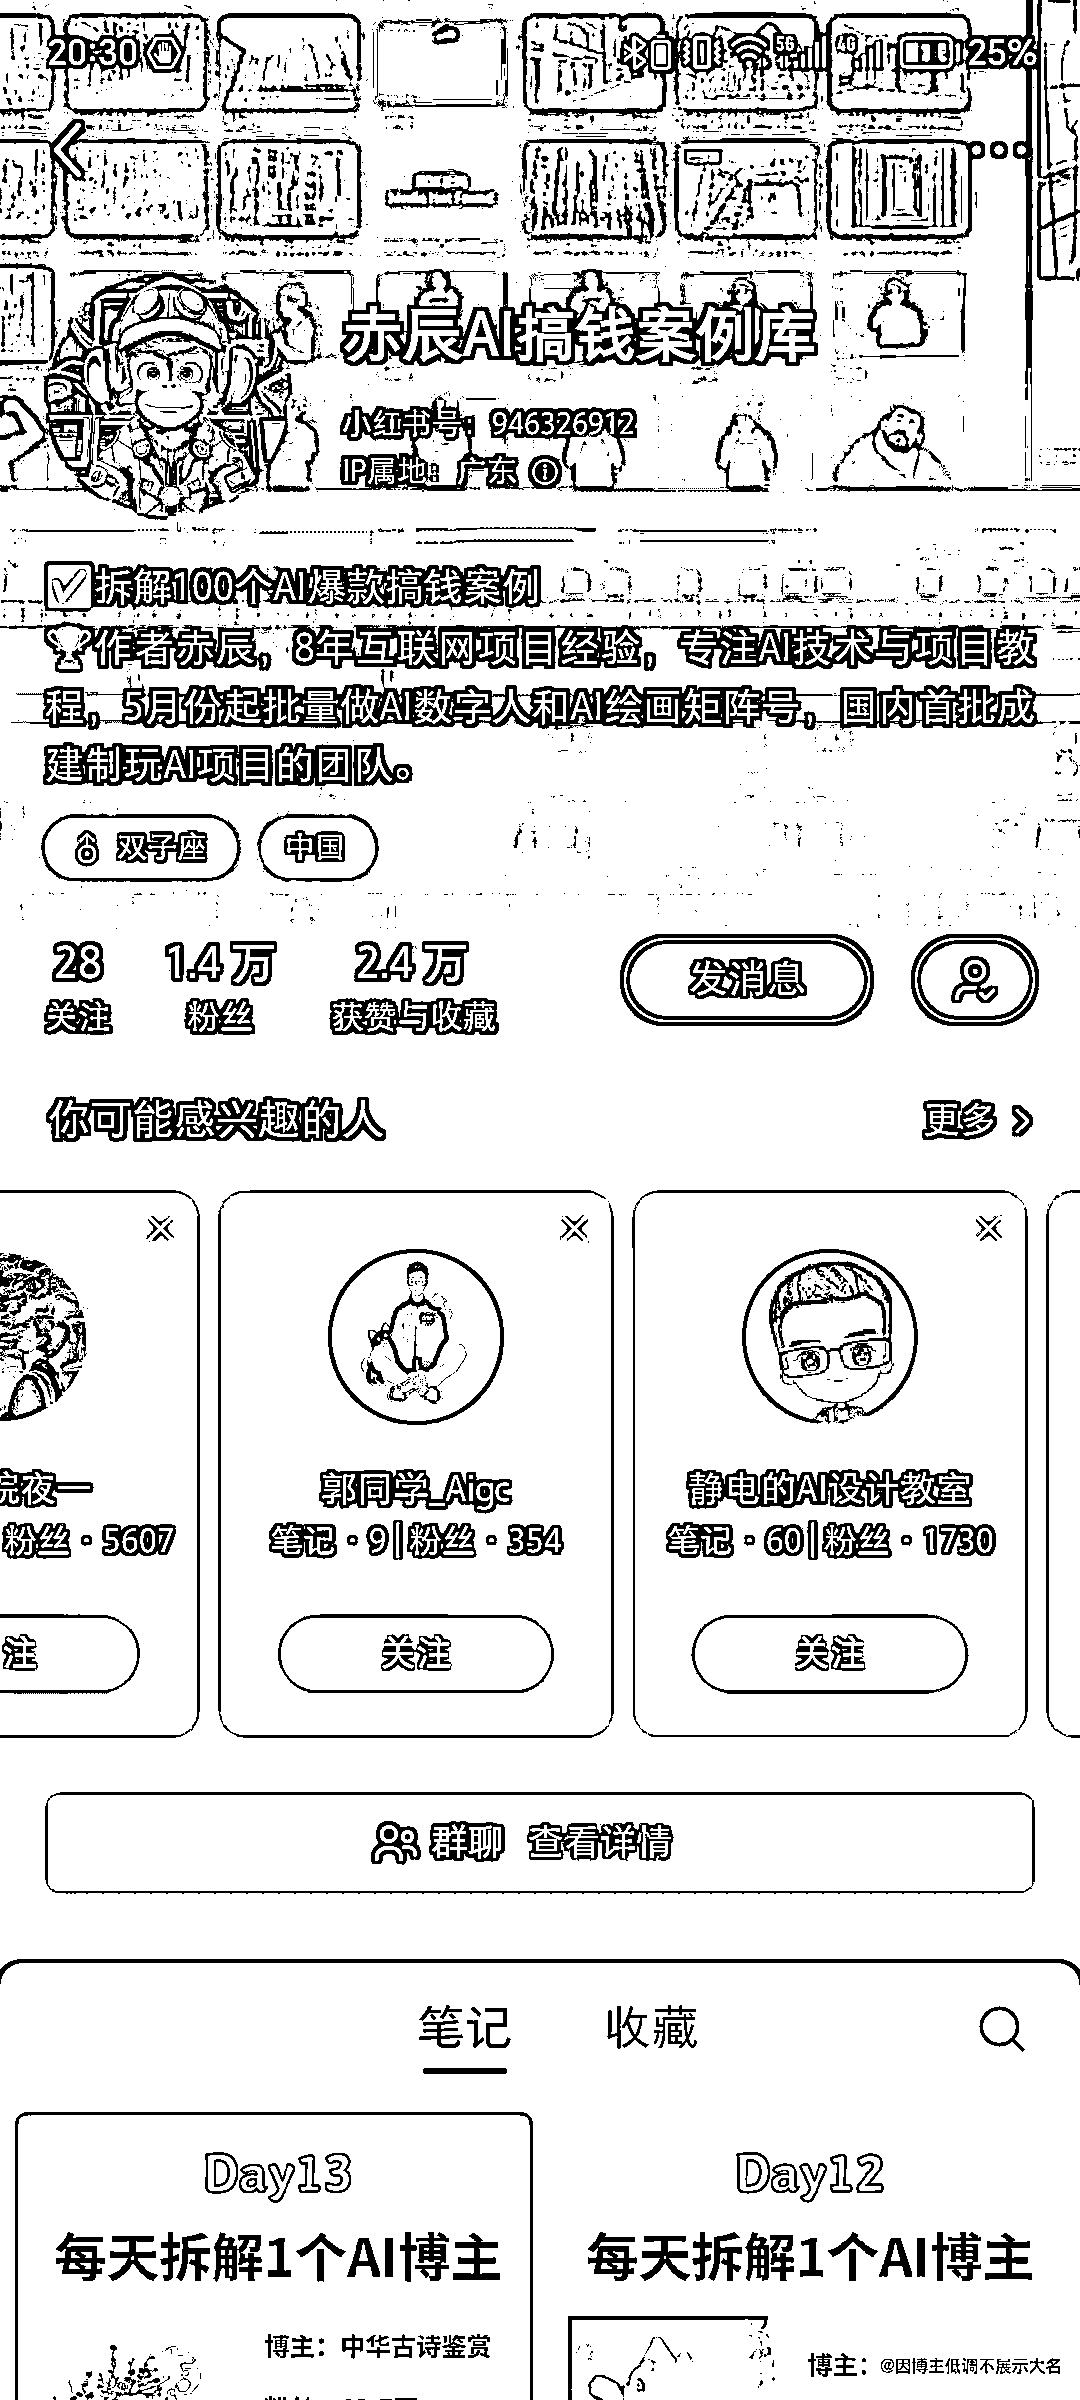 20:30 5G 4G 25%
赤辰AI搞钱案例库
小红书号：946326912
IP属地：广东
拆解100个AI爆款搞钱案例
作者赤辰，8年互联网项目经验，专注AI技术与项目教
程，5月份起批量做AI数字人和AI绘画矩阵号，国内首批成
建制玩AI项目的团队。
双子座 中国
28 1.4万 2.4万 发消息
关注 粉丝 获赞与收藏
你可能感兴趣的人 更多
院夜一 郭同学_Aigc 静电的AI设计教室
粉丝·5607 笔记·9|粉丝·354 笔记·60|粉丝·1730
注 关注 关注
群聊 查看详情
笔记 收藏
Day13 Day12
每天拆解1个AI博主 每天拆解1个AI博主
博主：中华古诗鉴赏 博主：@因博主低调不展示大名